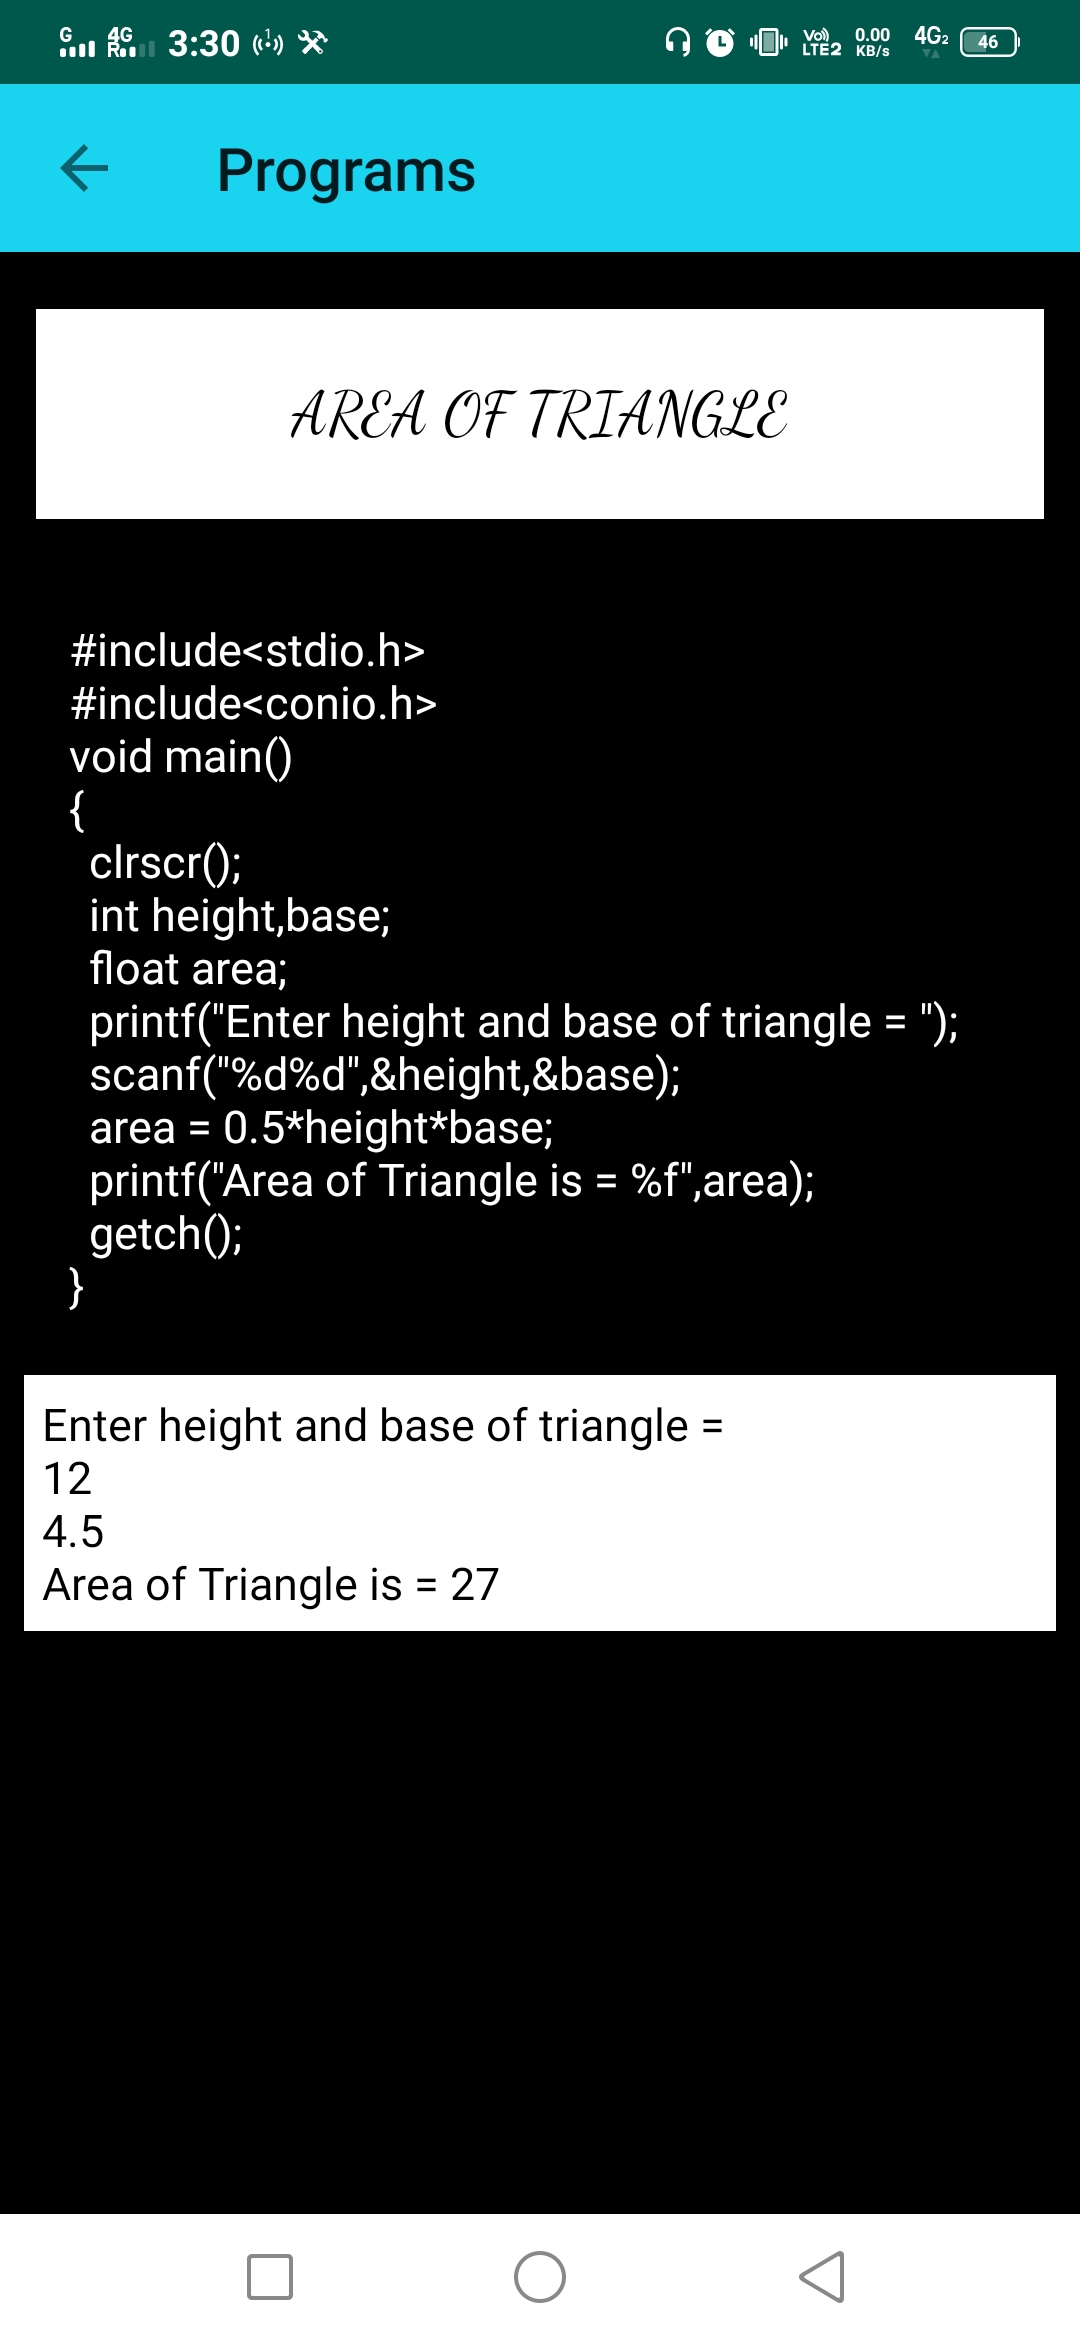 G 4G R 3:30 1 Vo)) LTE2 0.00 KB/s 4G2 46
Programs
AREA OF TRIANGLE
#include<stdio.h>
#include<conio.h>
void main()
{
clrscr();
int height,base;
float area;
printf("Enter height and base of triangle = ");
scanf("%d%d",&height,&base);
area = 0.5*height*base;
printf("Area of Triangle is = %f",area);
getch();
}
Enter height and base of triangle =
12
4.5
Area of Triangle is = 27